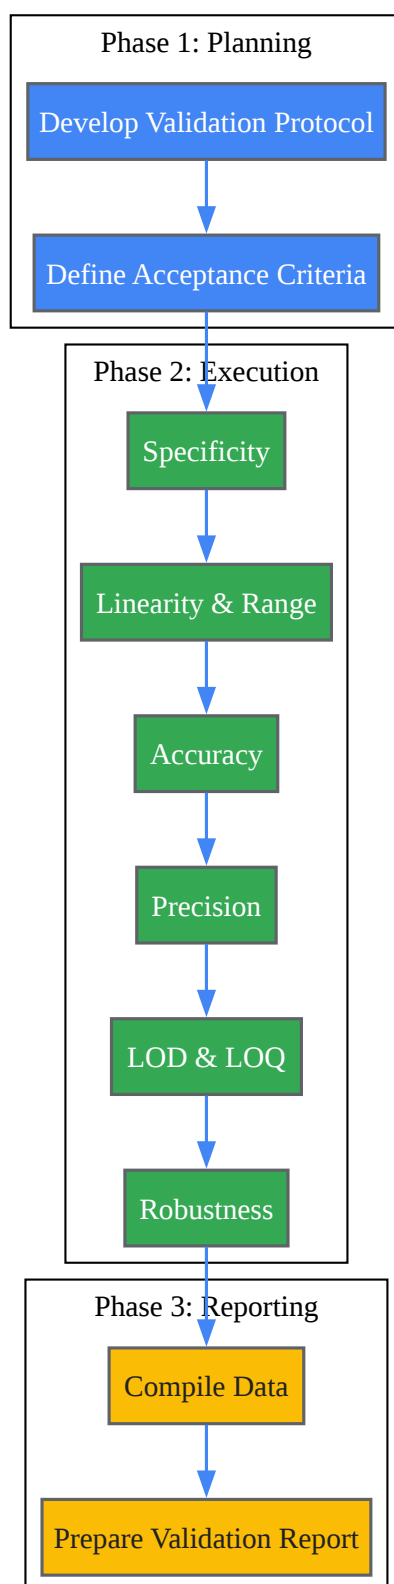 Phase 1: Planning
Develop Validation Protocol
Define Acceptance Criteria
Phase 2: Execution
Specificity
Linearity & Range
Accuracy
Precision
LOD & LOQ
Robustness
Phase 3: Reporting
Compile Data
Prepare Validation Report